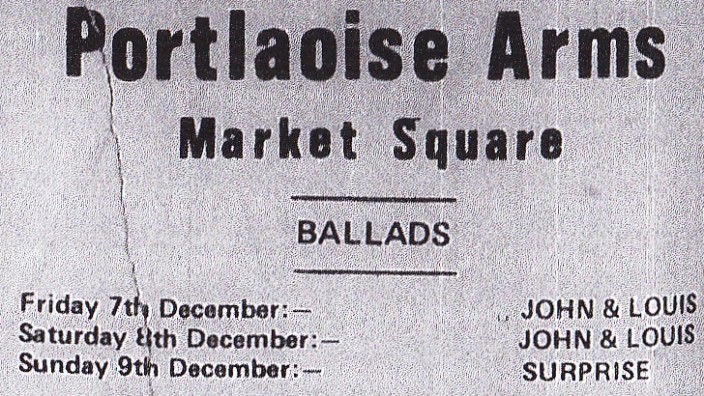 Portlaoise Arms
Market Square
BALLADS
Friday 7th December:— JOHN & LOUIS
Saturday 8th December:— JOHN & LOUIS
Sunday 9th December:— SURPRISE